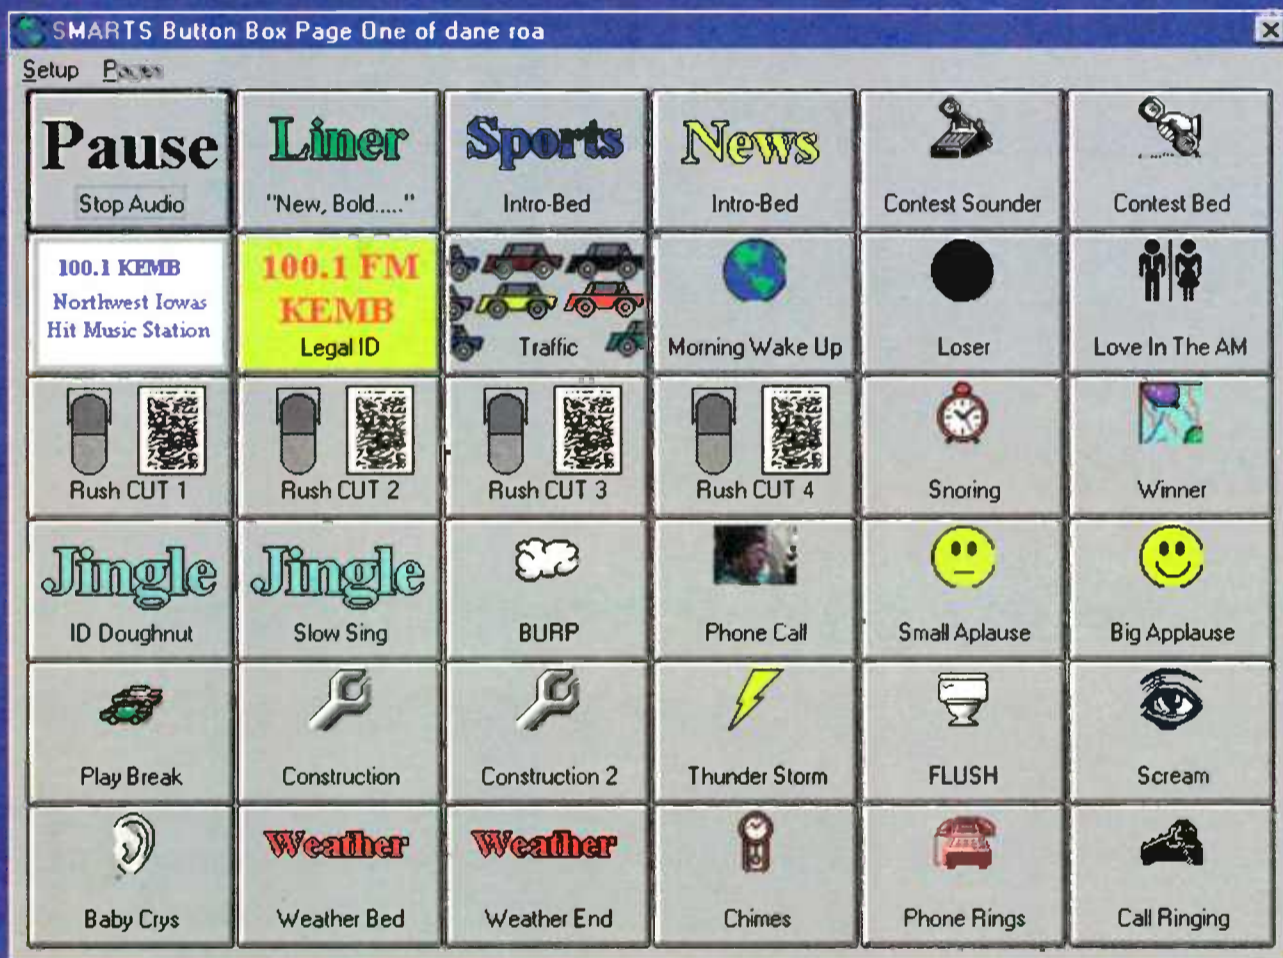 SMARTS Button Box Page One of dane roa
Setup Pages
Pause
Stop Audio
Liner
"New, Bold....."
Sports
Intro-Bed
News
Intro-Bed
Contest Sounder
Contest Bed
100.1 KEMB
Northwest Iowas
Hit Music Station
100.1 FM
KEMB
Legal ID
Traffic
Morning Wake Up
Loser
Love In The AM
Rush CUT 1
Rush CUT 2
Rush CUT 3
Rush CUT 4
Snoring
Winner
Jingle
ID Doughnut
Jingle
Slow Sing
BURP
Phone Call
Small Aplause
Big Applause
Play Break
Construction
Construction 2
Thunder Storm
FLUSH
Scream
Baby Crys
Weather
Weather Bed
Weather
Weather End
Chimes
Phone Rings
Call Ringing